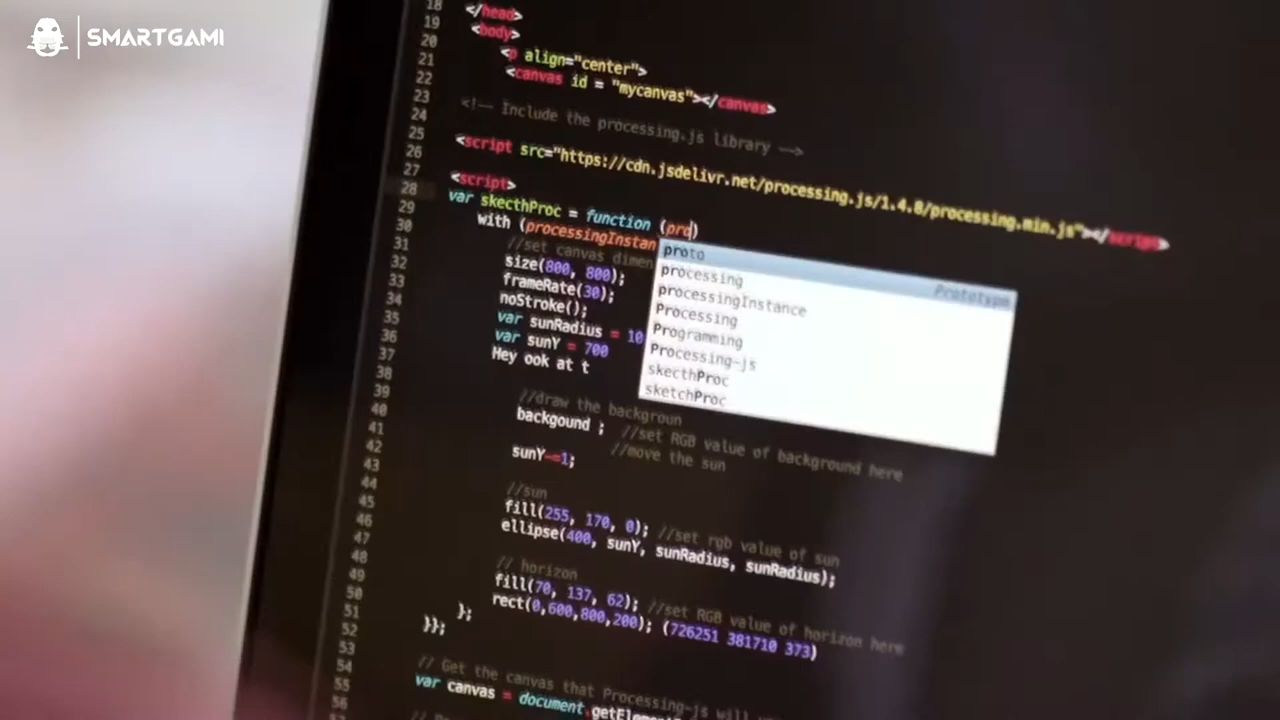 SMARTGAMI
18 </head>
19 <body>
20 <p align="center">
21 <canvas id = "mycanvas"></canvas>
22
23 <!-- Include the processing.js library -->
24
25 <script src="https://cdn.jsdelivr.net/processing.js/1.4.8/processing.min.js"></script>
26
27 <script>
28 var skecthProc = function (pro)
29 with (processingInstan
30 //set canvas dimen
31 size(800, 800);
32 frameRate(30);
33 noStroke();
34 var sunRadius = 10
35 var sunY = 700
36 Hey ook at t
37
38 //draw the backgroun
39 backgound ; //set RGB value of background here
40
41 sunY-=1; //move the sun
42
43 //sun
44 fill(255, 170, 0); //set rgb value of sun
45 ellipse(400, sunY, sunRadius, sunRadius);
46
47 // horizon
48 fill(70, 137, 62); //set RGB value of horizon here
49 rect(0,600,800,200); (726251 381710 373)
50 };
51 }};
52
53 // Get the canvas that Processing-js will
54 var canvas = document.getElem
55
56
proto Prototype
processing
processingInstance
Processing
Programming
Processing-js
skecthProc
sketchProc